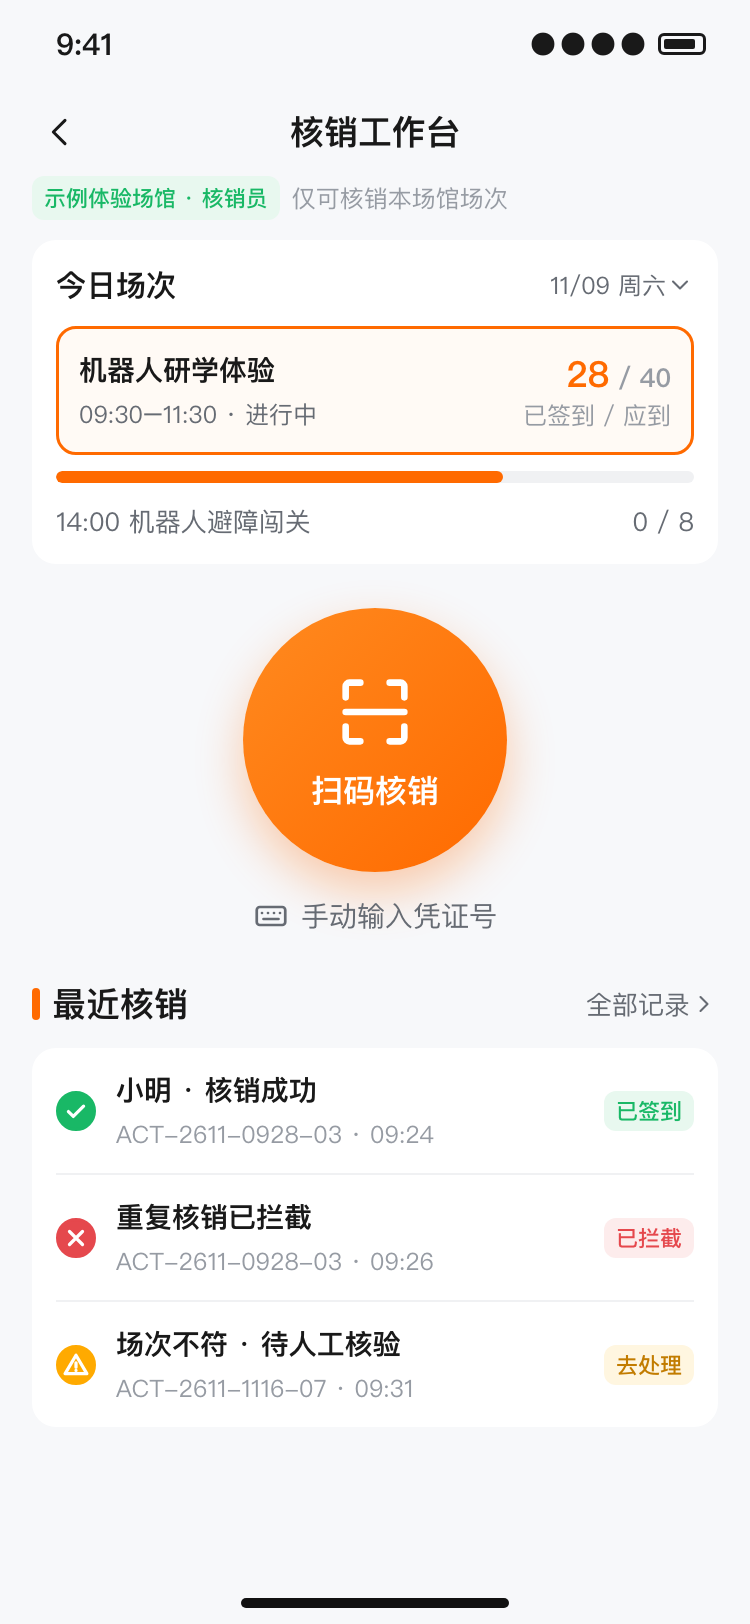 9:41
核销工作台
示例体验场馆 · 核销员 仅可核销本场馆场次
今日场次 11/09 周六
机器人研学体验 28 / 40
09:30—11:30 · 进行中 已签到 / 应到
14:00 机器人避障闯关 0 / 8
扫码核销
手动输入凭证号
最近核销 全部记录
小明 · 核销成功
ACT–2611–0928–03 · 09:24 已签到
重复核销已拦截
ACT–2611–0928–03 · 09:26 已拦截
场次不符 · 待人工核验
ACT–2611–1116–07 · 09:31 去处理